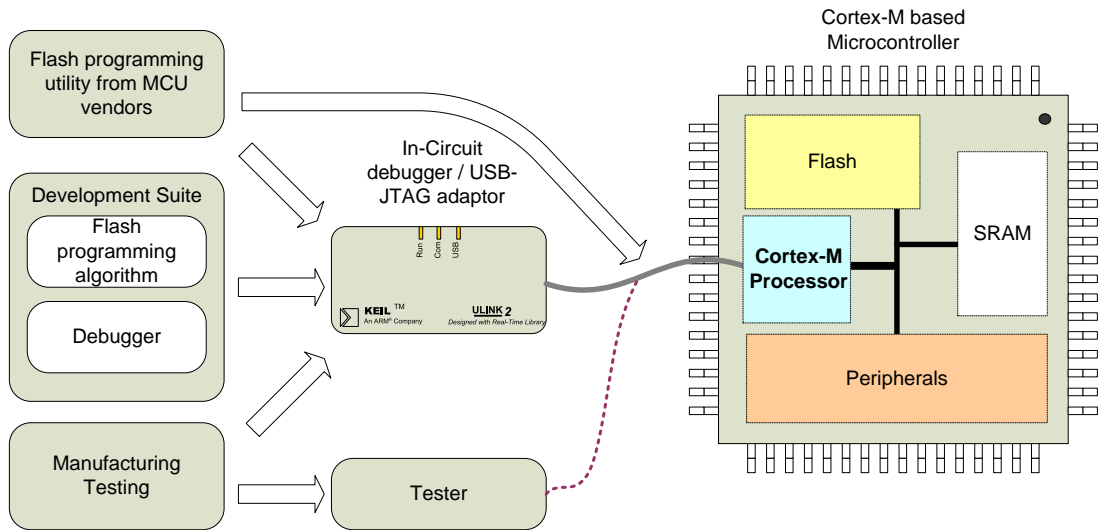 Cortex-M based
Microcontroller
Flash programming
utility from MCU
vendors
In-Circuit
debugger / USB-
JTAG adaptor
Development Suite
Flash
programming
algorithm
Debugger
Run
Com
USB
KEIL TM
An ARM® Company
ULINK 2
Designed with Real-Time Library
Flash
SRAM
Cortex-M
Processor
Peripherals
Manufacturing
Testing
Tester